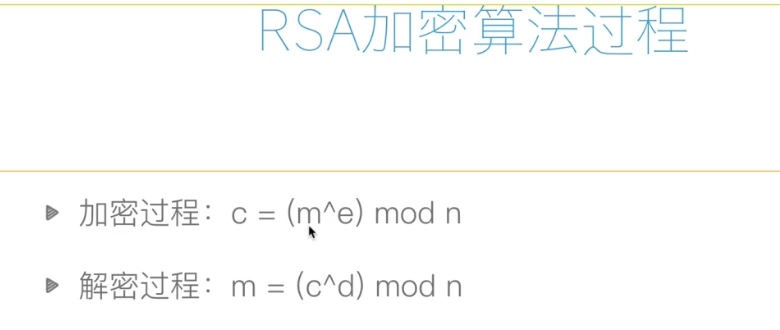 RSA加密算法过程
加密过程：c = (m^e) mod n
解密过程：m = (c^d) mod n